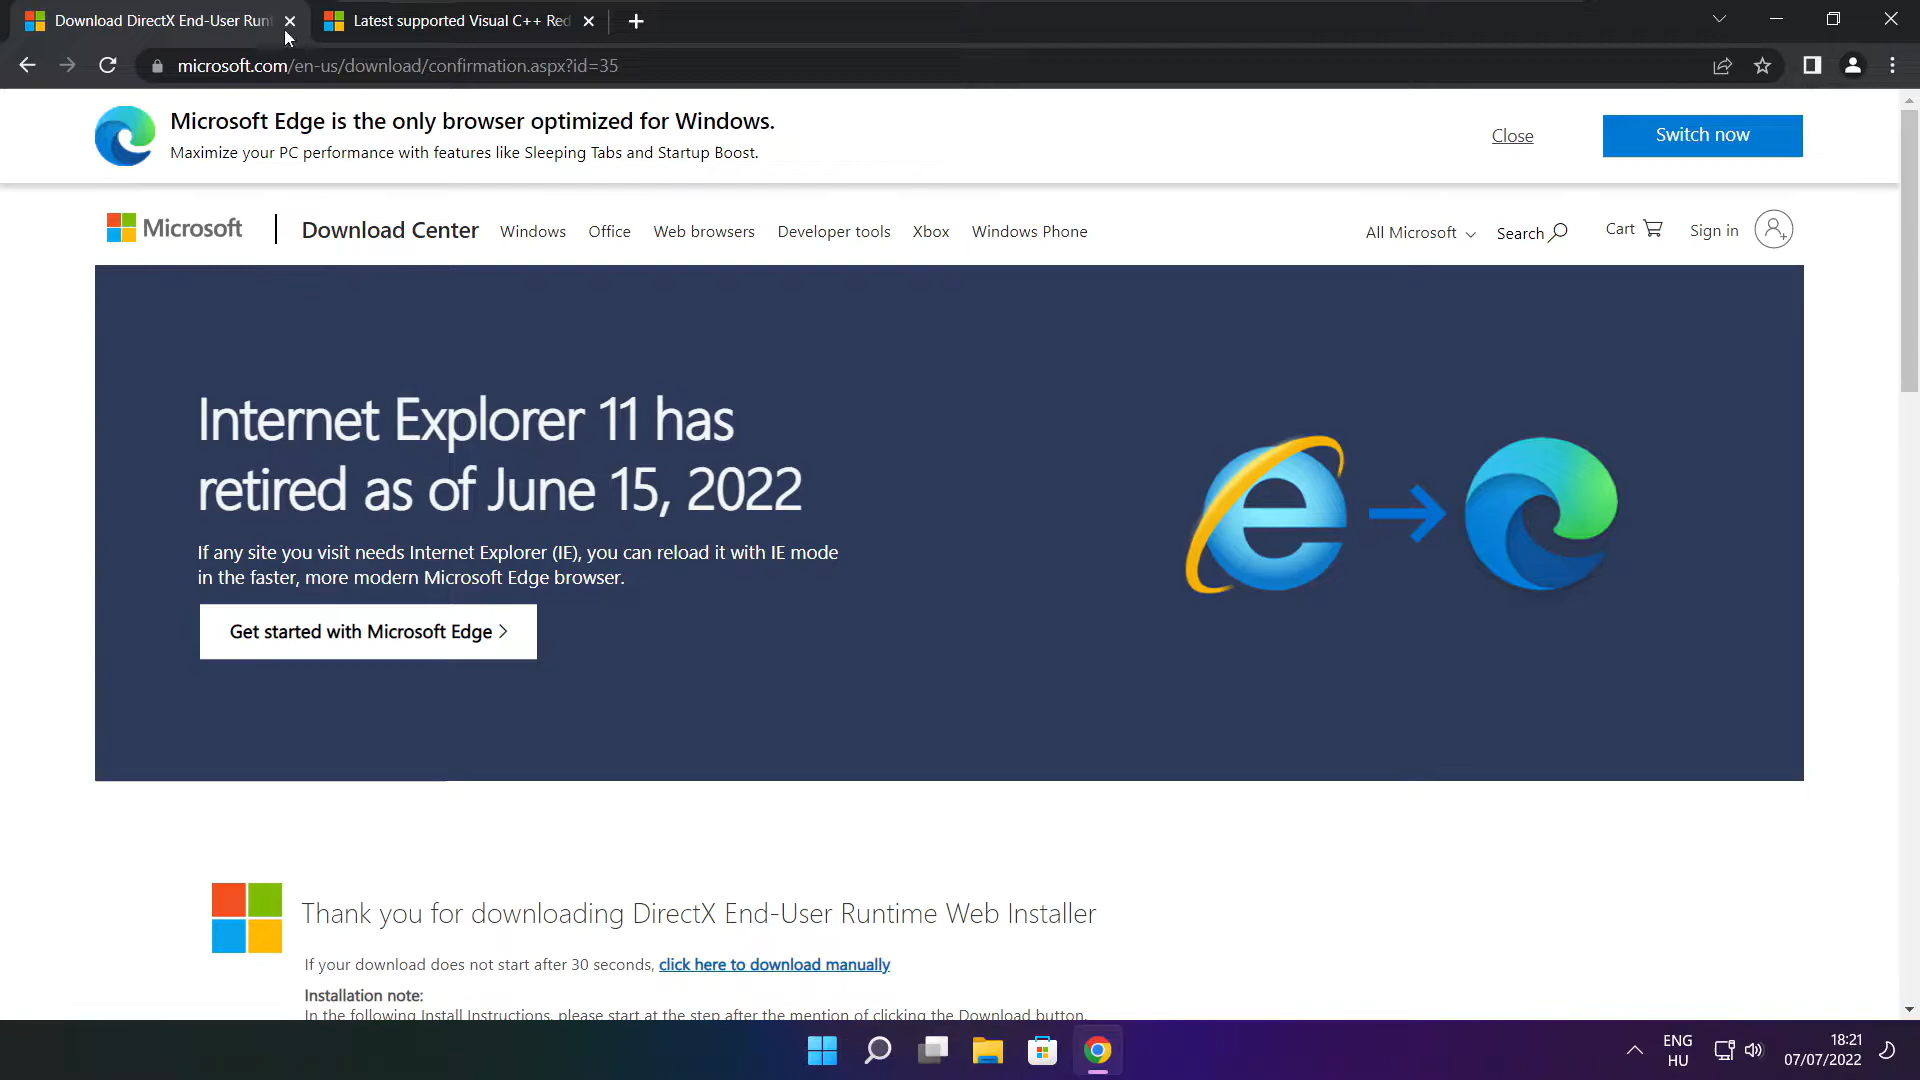 Download DirectX End-User Runt
Latest supported Visual C++ Red
microsoft.com/en-us/download/confirmation.aspx?id=35
Microsoft Edge is the only browser optimized for Windows.
Maximize your PC performance with features like Sleeping Tabs and Startup Boost.
Close
Switch now
Microsoft
Download Center
Windows
Office
Web browsers
Developer tools
Xbox
Windows Phone
All Microsoft
Search
Cart
Sign in
Internet Explorer 11 has
retired as of June 15, 2022
If any site you visit needs Internet Explorer (IE), you can reload it with IE mode
in the faster, more modern Microsoft Edge browser.
Get started with Microsoft Edge
Thank you for downloading DirectX End-User Runtime Web Installer
If your download does not start after 30 seconds, click here to download manually
Installation note:
In the following Install Instructions, please start at the step after the mention of clicking the Download button.
ENG
HU
18:21
07/07/2022